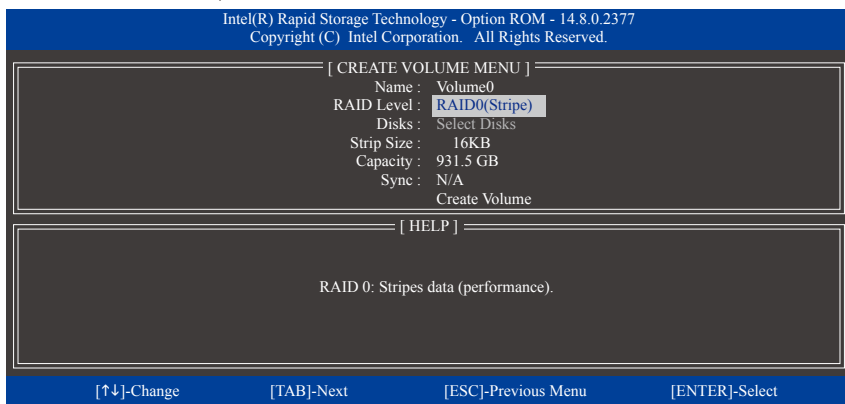 Intel(R) Rapid Storage Technology - Option ROM - 14.8.0.2377
Copyright (C) Intel Corporation. All Rights Reserved.
[ CREATE VOLUME MENU ]
Name : Volume0
RAID Level : RAID0(Stripe)
Disks : Select Disks
Strip Size : 16KB
Capacity : 931.5 GB
Sync : N/A
Create Volume
[ HELP ]
RAID 0: Stripes data (performance).
[↑↓]-Change [TAB]-Next [ESC]-Previous Menu [ENTER]-Select